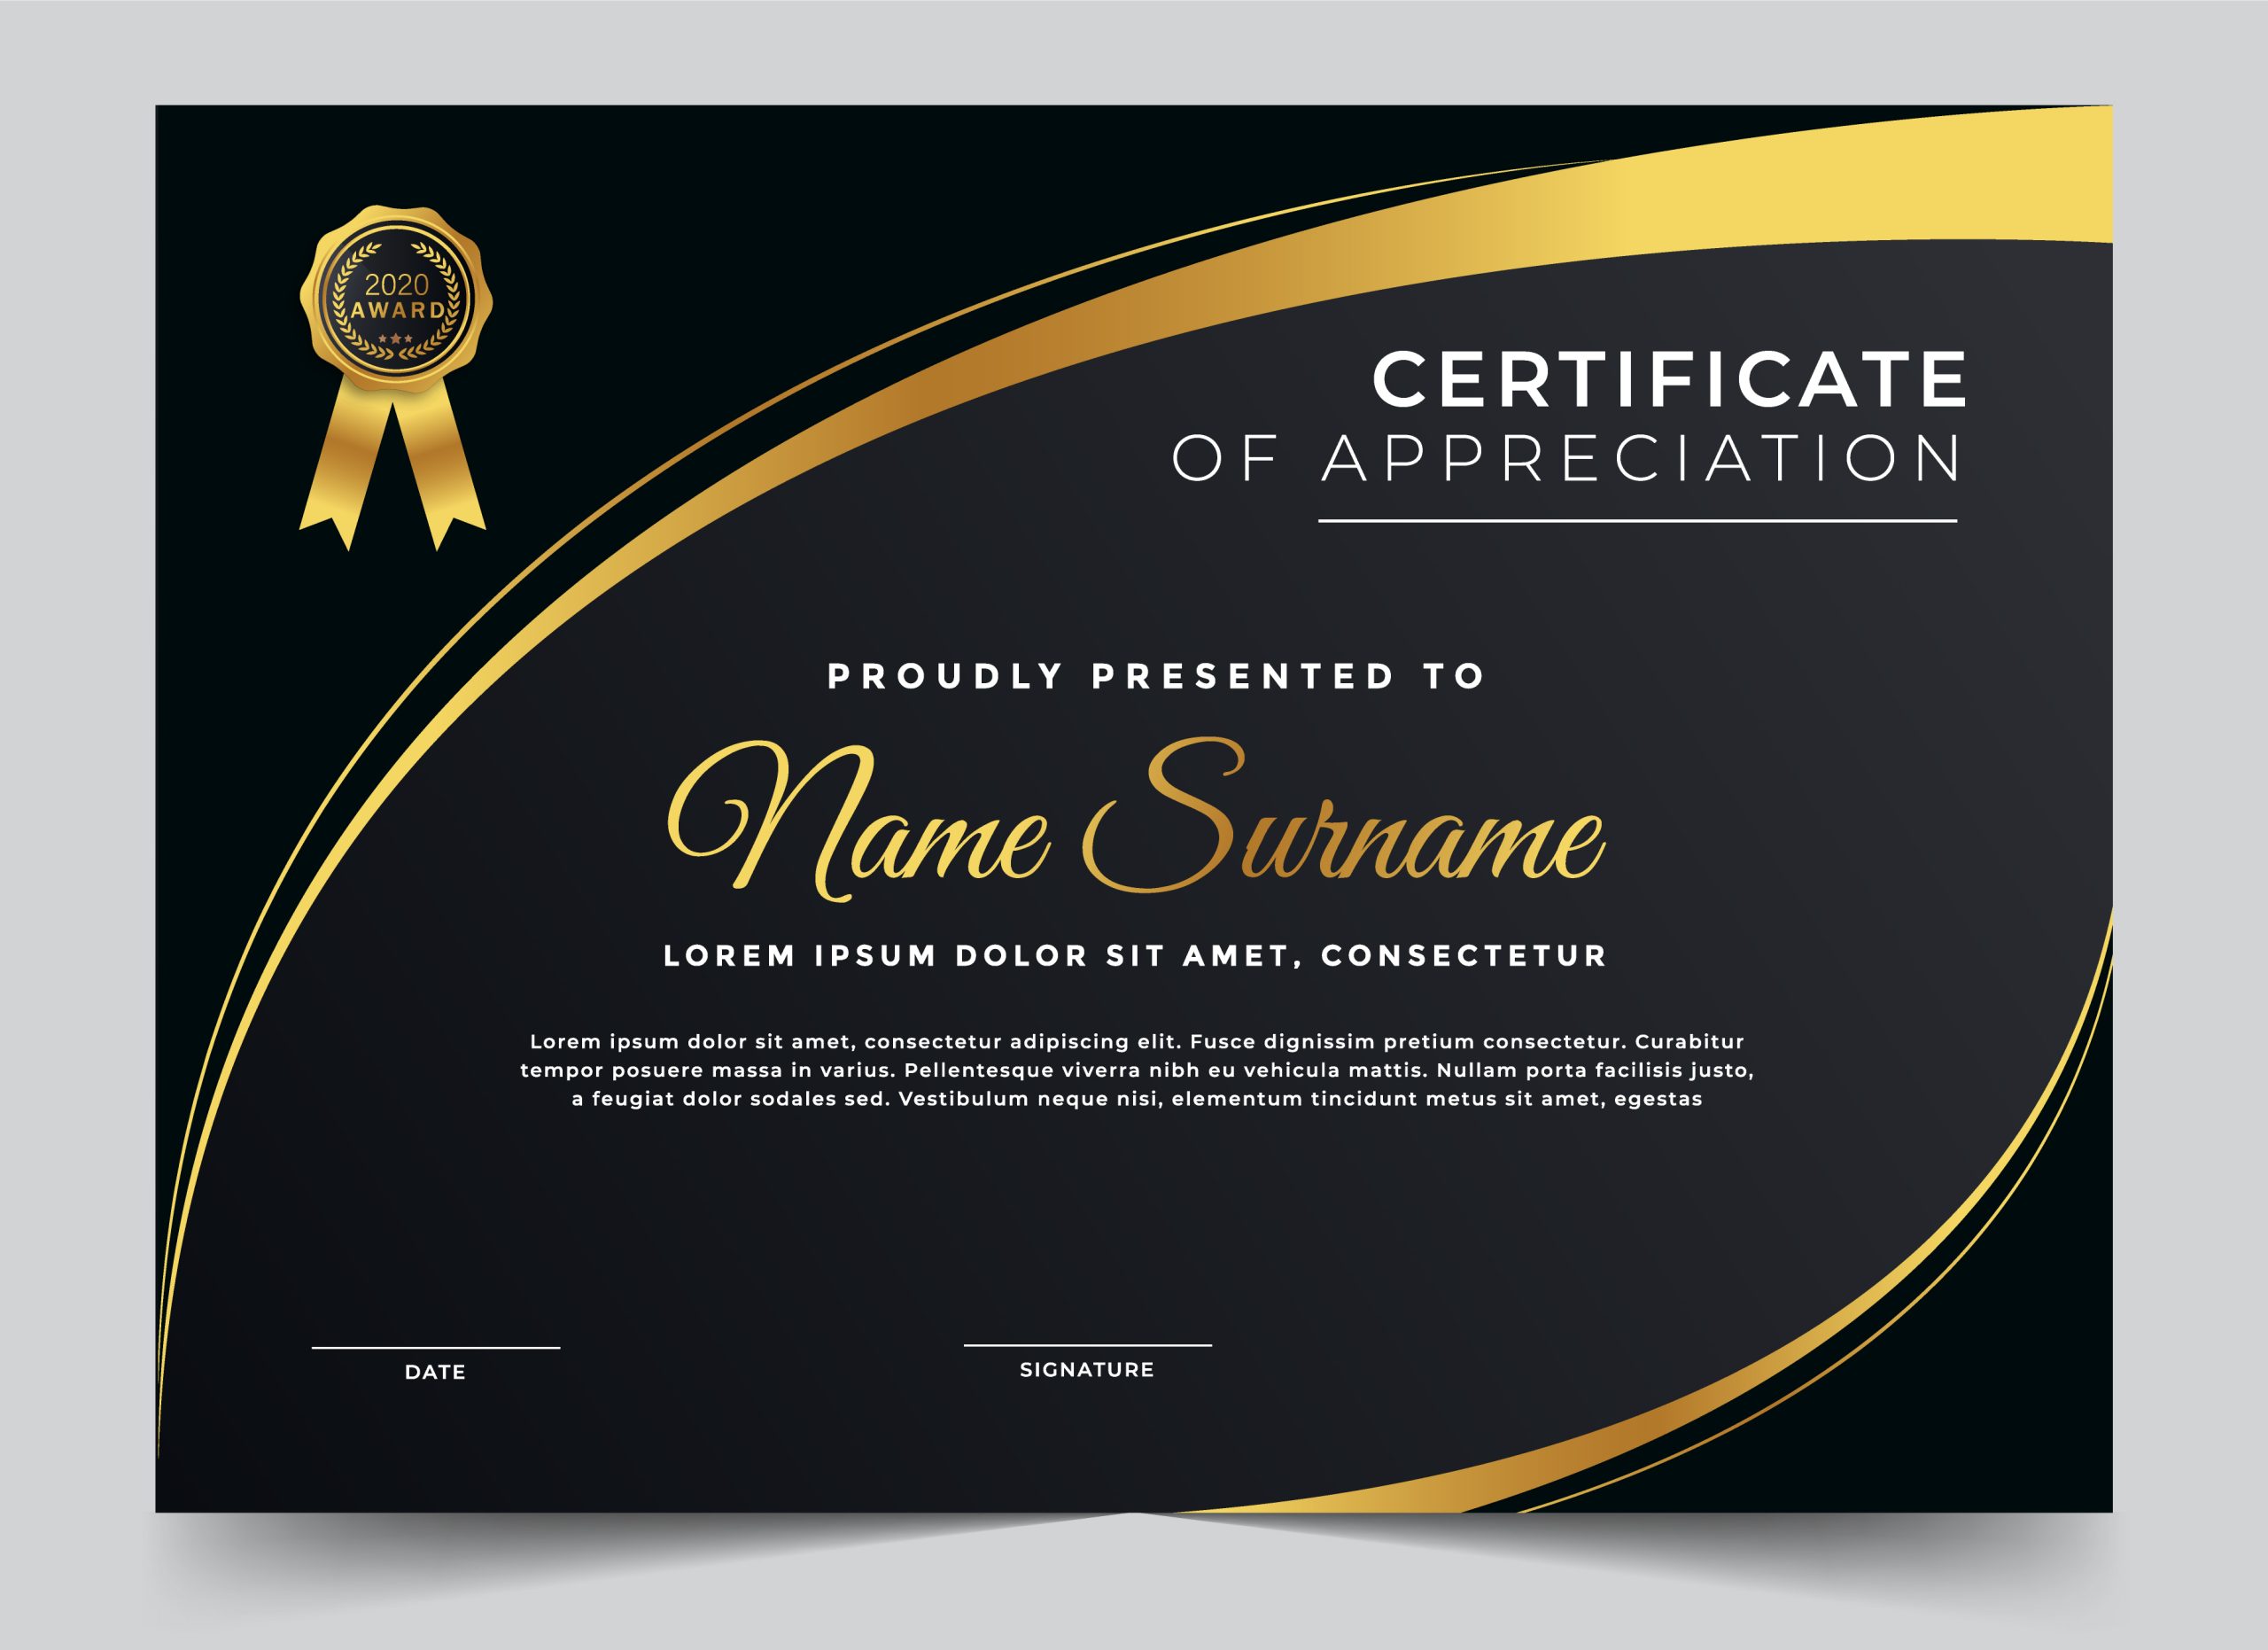 2020
AWARD
CERTIFICATE
OF APPRECIATION
PROUDLY PRESENTED TO
Name Surname
LOREM IPSUM DOLOR SIT AMET, CONSECTETUR
Lorem ipsum dolor sit amet, consectetur adipiscing elit. Fusce dignissim pretium consectetur. Curabitur
tempor posuere massa in varius. Pellentesque viverra nibh eu vehicula mattis. Nullam porta facilisis justo,
a feugiat dolor sodales sed. Vestibulum neque nisi, elementum tincidunt metus sit amet, egestas
DATE
SIGNATURE